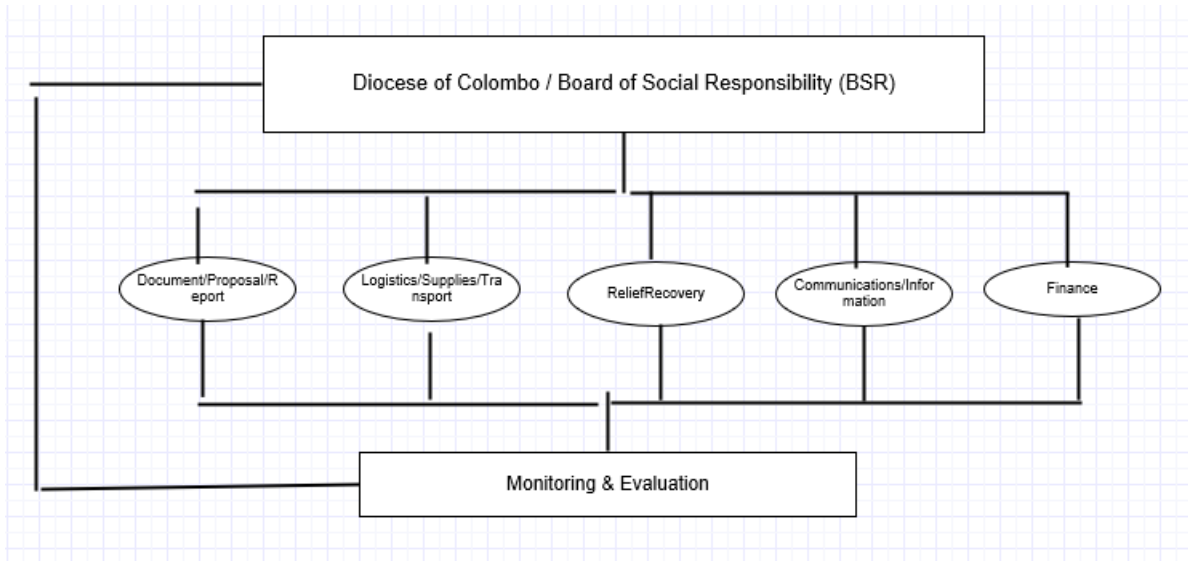 Diocese of Colombo / Board of Social Responsibility (BSR)
Document/Proposal/R
eport
Logistics/Supplies/Tra
nsport
ReliefRecovery
Communications/Infor
mation
Finance
Monitoring & Evaluation